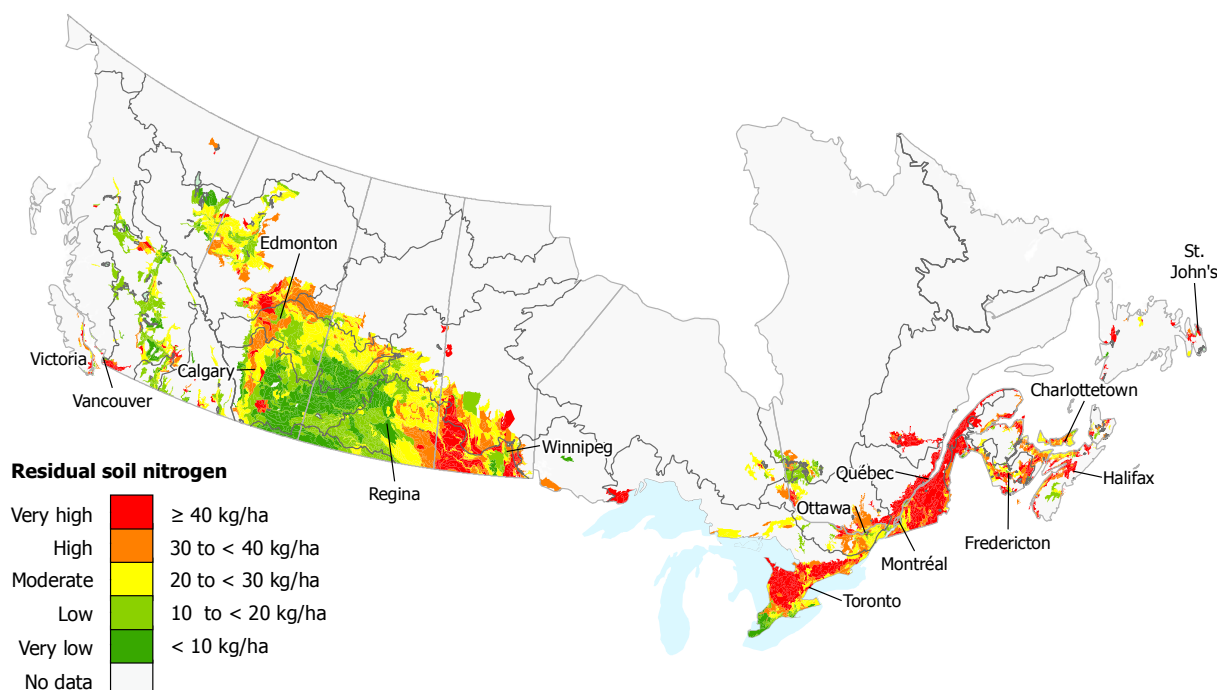 Edmonton
St.
John's
Victoria
Calgary
Vancouver
Charlottetown
Winnipeg
Québec
Halifax
Regina
Ottawa
Fredericton
Montréal
Toronto
Residual soil nitrogen
Very high ≥ 40 kg/ha
High 30 to < 40 kg/ha
Moderate 20 to < 30 kg/ha
Low 10 to < 20 kg/ha
Very low < 10 kg/ha
No data